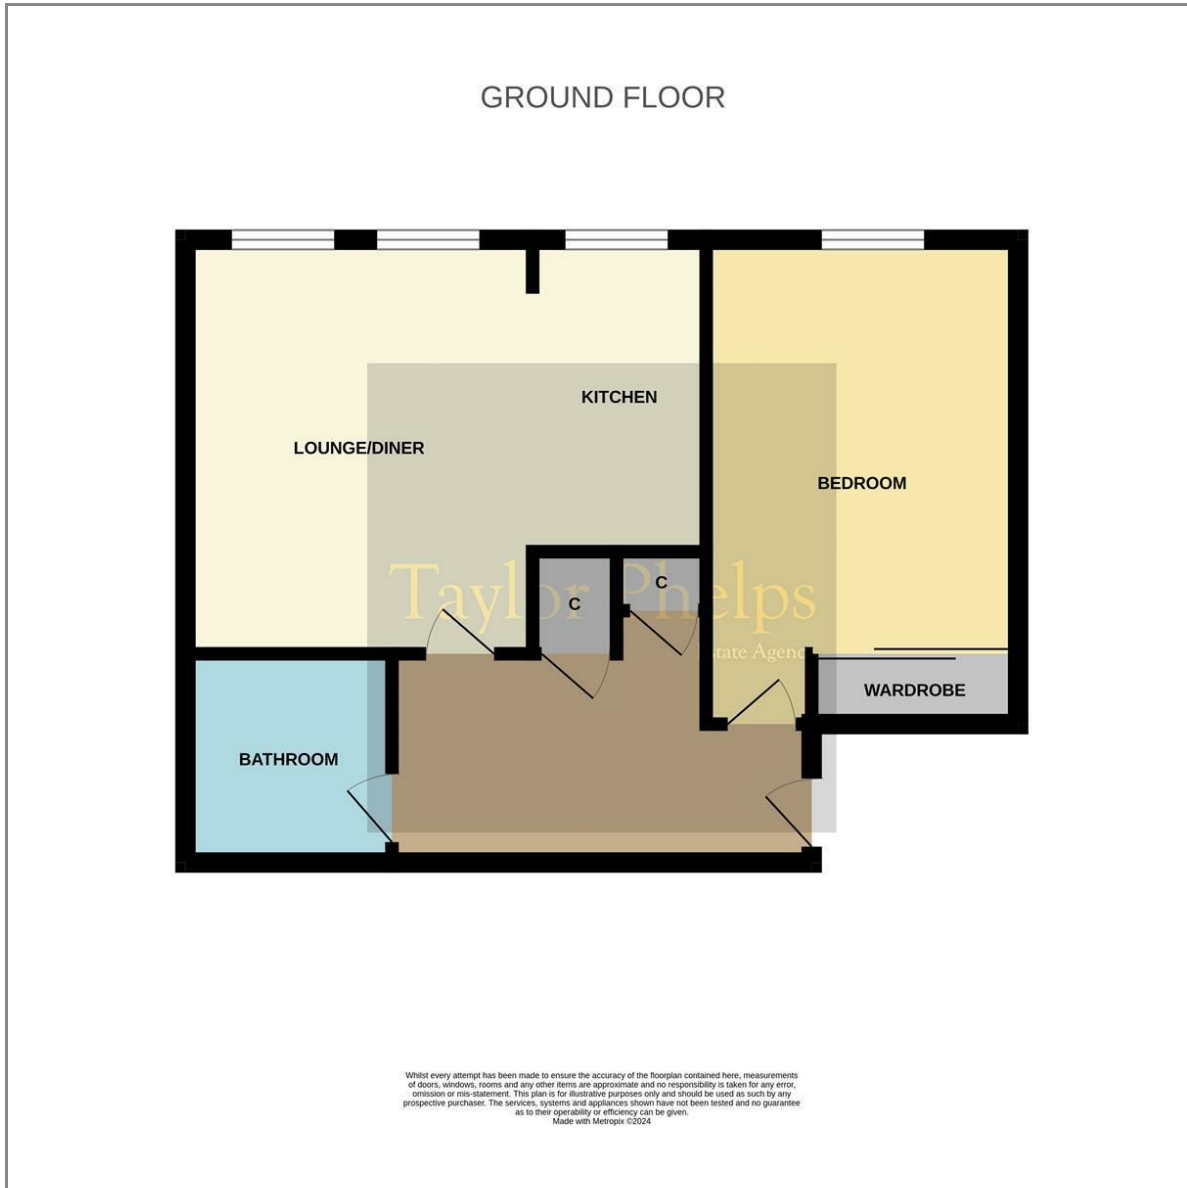 GROUND FLOOR
KITCHEN
LOUNGE/DINER
BEDROOM
Taylor Phelps
C
C
Estate Agency
WARDROBE
BATHROOM
Whilst every attempt has been made to ensure the accuracy of the floorplan contained here, measurements
of doors, windows, rooms and any other items are approximate and no responsibility is taken for any error,
omission or mis-statement. This plan is for illustrative purposes only and should be used as such by any
prospective purchaser. The services, systems and appliances shown have not been tested and no guarantee
as to their operability or efficiency can be given.
Made with Metropix ©2024